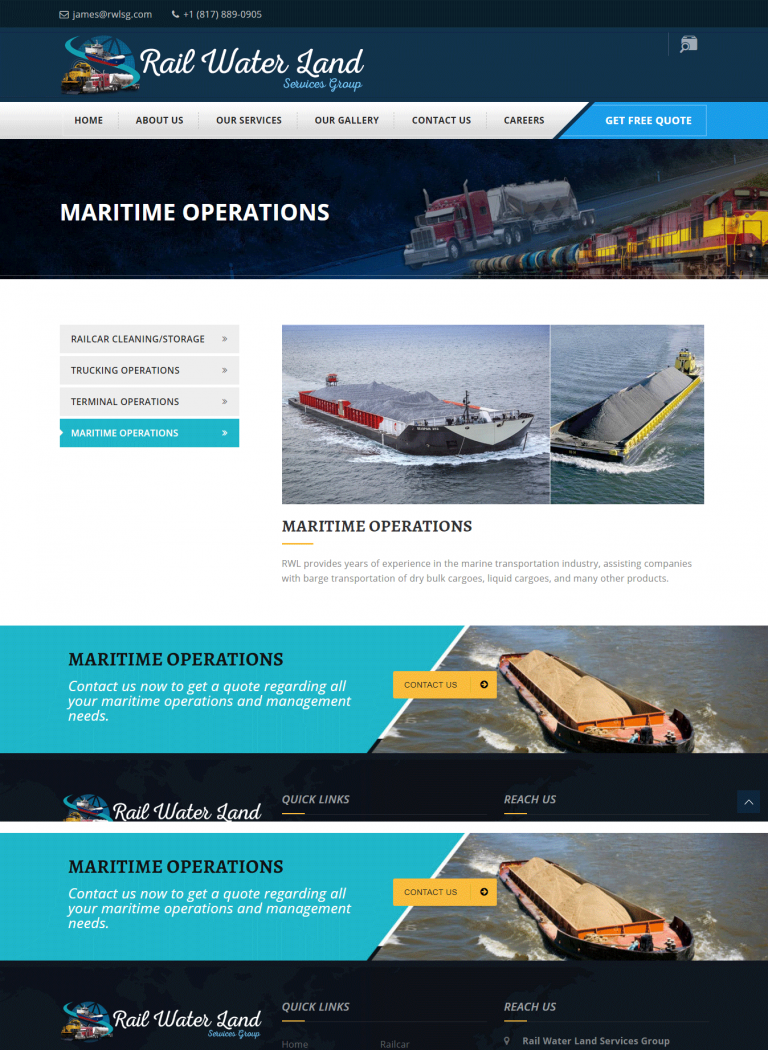 james@rwlsg.com +1 (817) 889-0905
Rail Water Land
Services Group
HOME ABOUT US OUR SERVICES OUR GALLERY CONTACT US CAREERS GET FREE QUOTE
MARITIME OPERATIONS
RAILCAR CLEANING/STORAGE
TRUCKING OPERATIONS
TERMINAL OPERATIONS
MARITIME OPERATIONS
MARITIME OPERATIONS
RWL provides years of experience in the marine transportation industry, assisting companies
with barge transportation of dry bulk cargoes, liquid cargoes, and many other products.
MARITIME OPERATIONS
Contact us now to get a quote regarding all
your maritime operations and management
needs.
CONTACT US
Rail Water Land
QUICK LINKS
REACH US
MARITIME OPERATIONS
Contact us now to get a quote regarding all
your maritime operations and management
needs.
CONTACT US
Rail Water Land
Services Group
QUICK LINKS
Home Railcar
REACH US
Rail Water Land Services Group